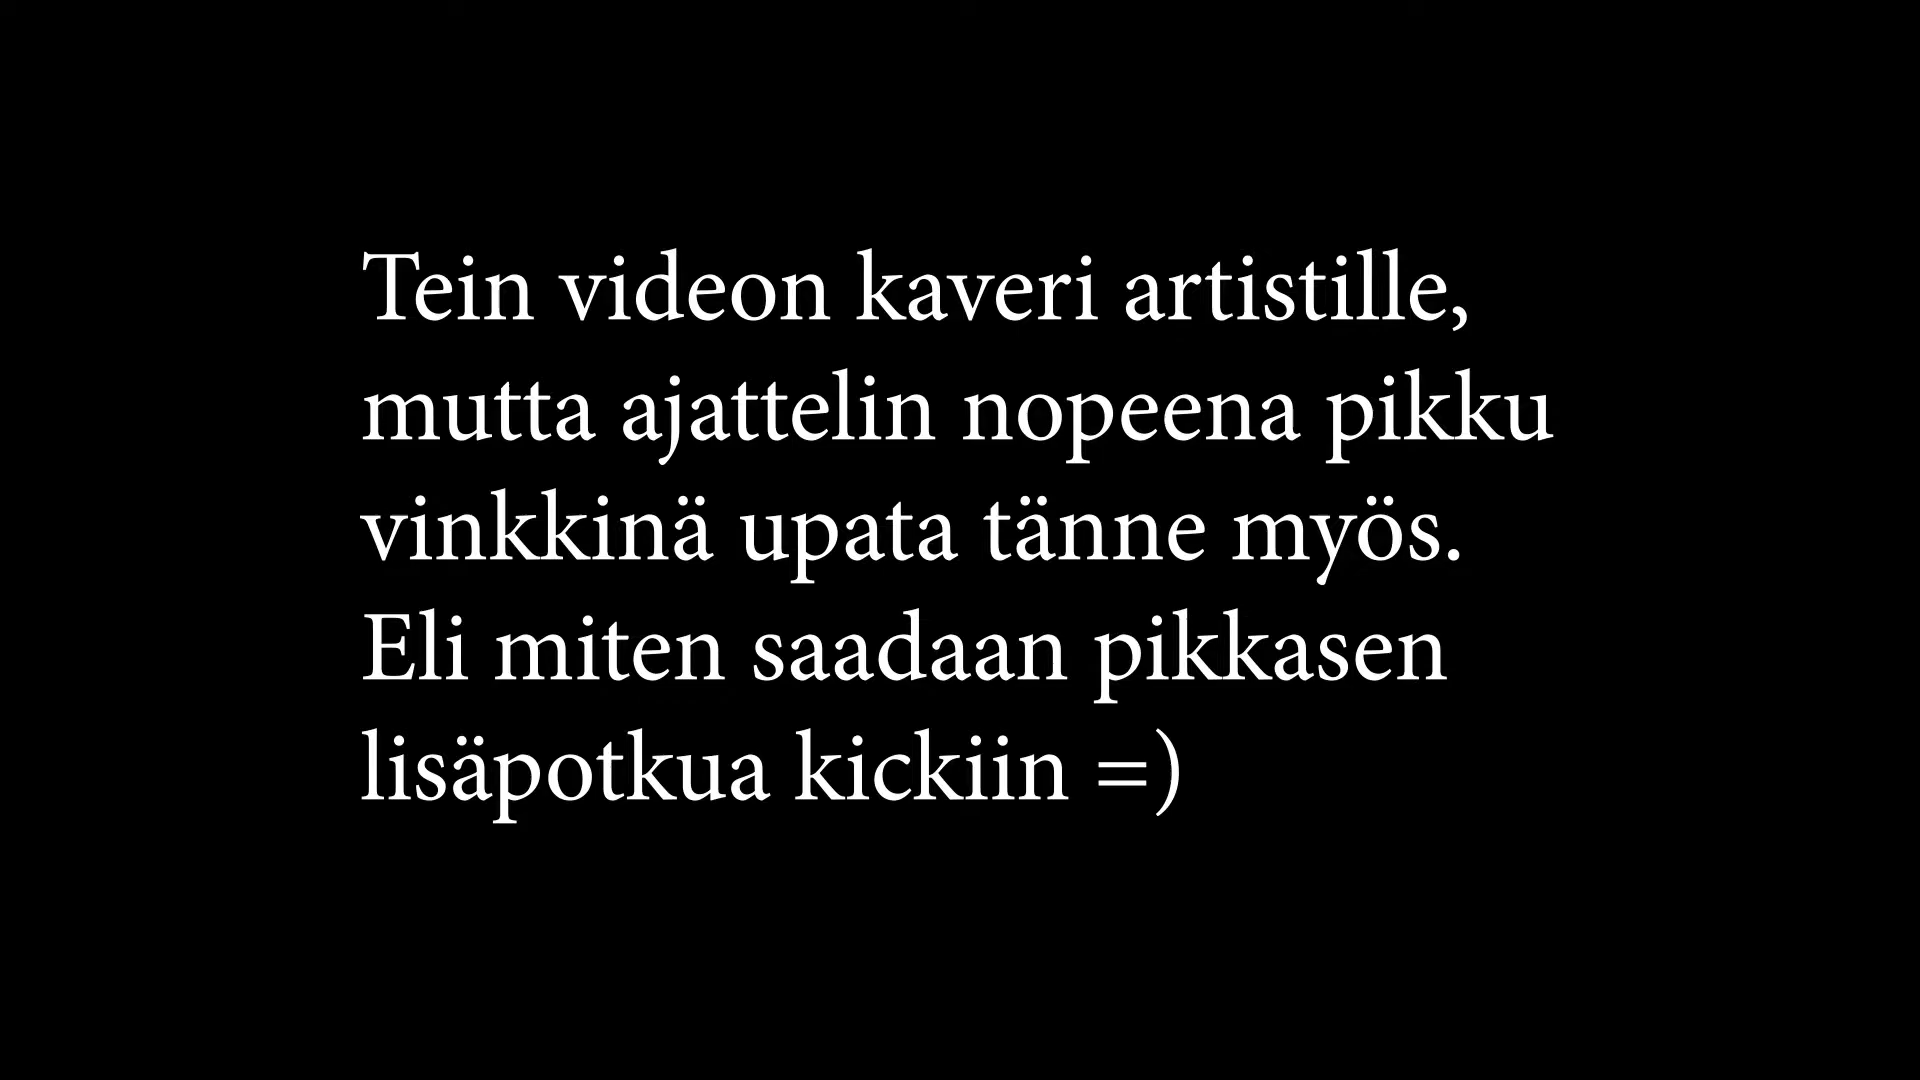 Tein videon kaveri artistille,
mutta ajattelin nopeena pikku
vinkkinä upata tänne myös.
Eli miten saadaan pikkasen
lisäpotkua kickiin =)